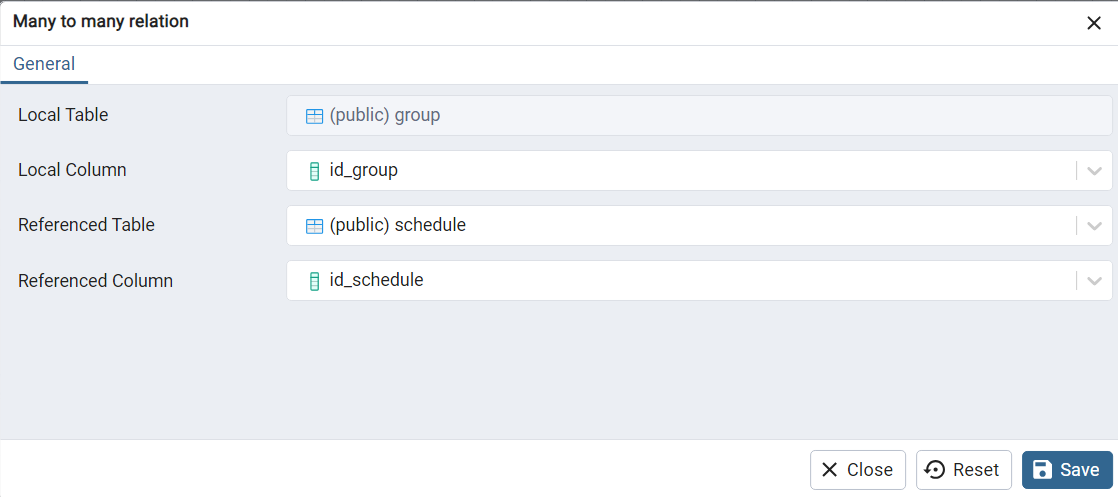 Many to many relation
General
Local Table
(public) group
Local Column
id_group
Referenced Table
(public) schedule
Referenced Column
id_schedule
Close
Reset
Save